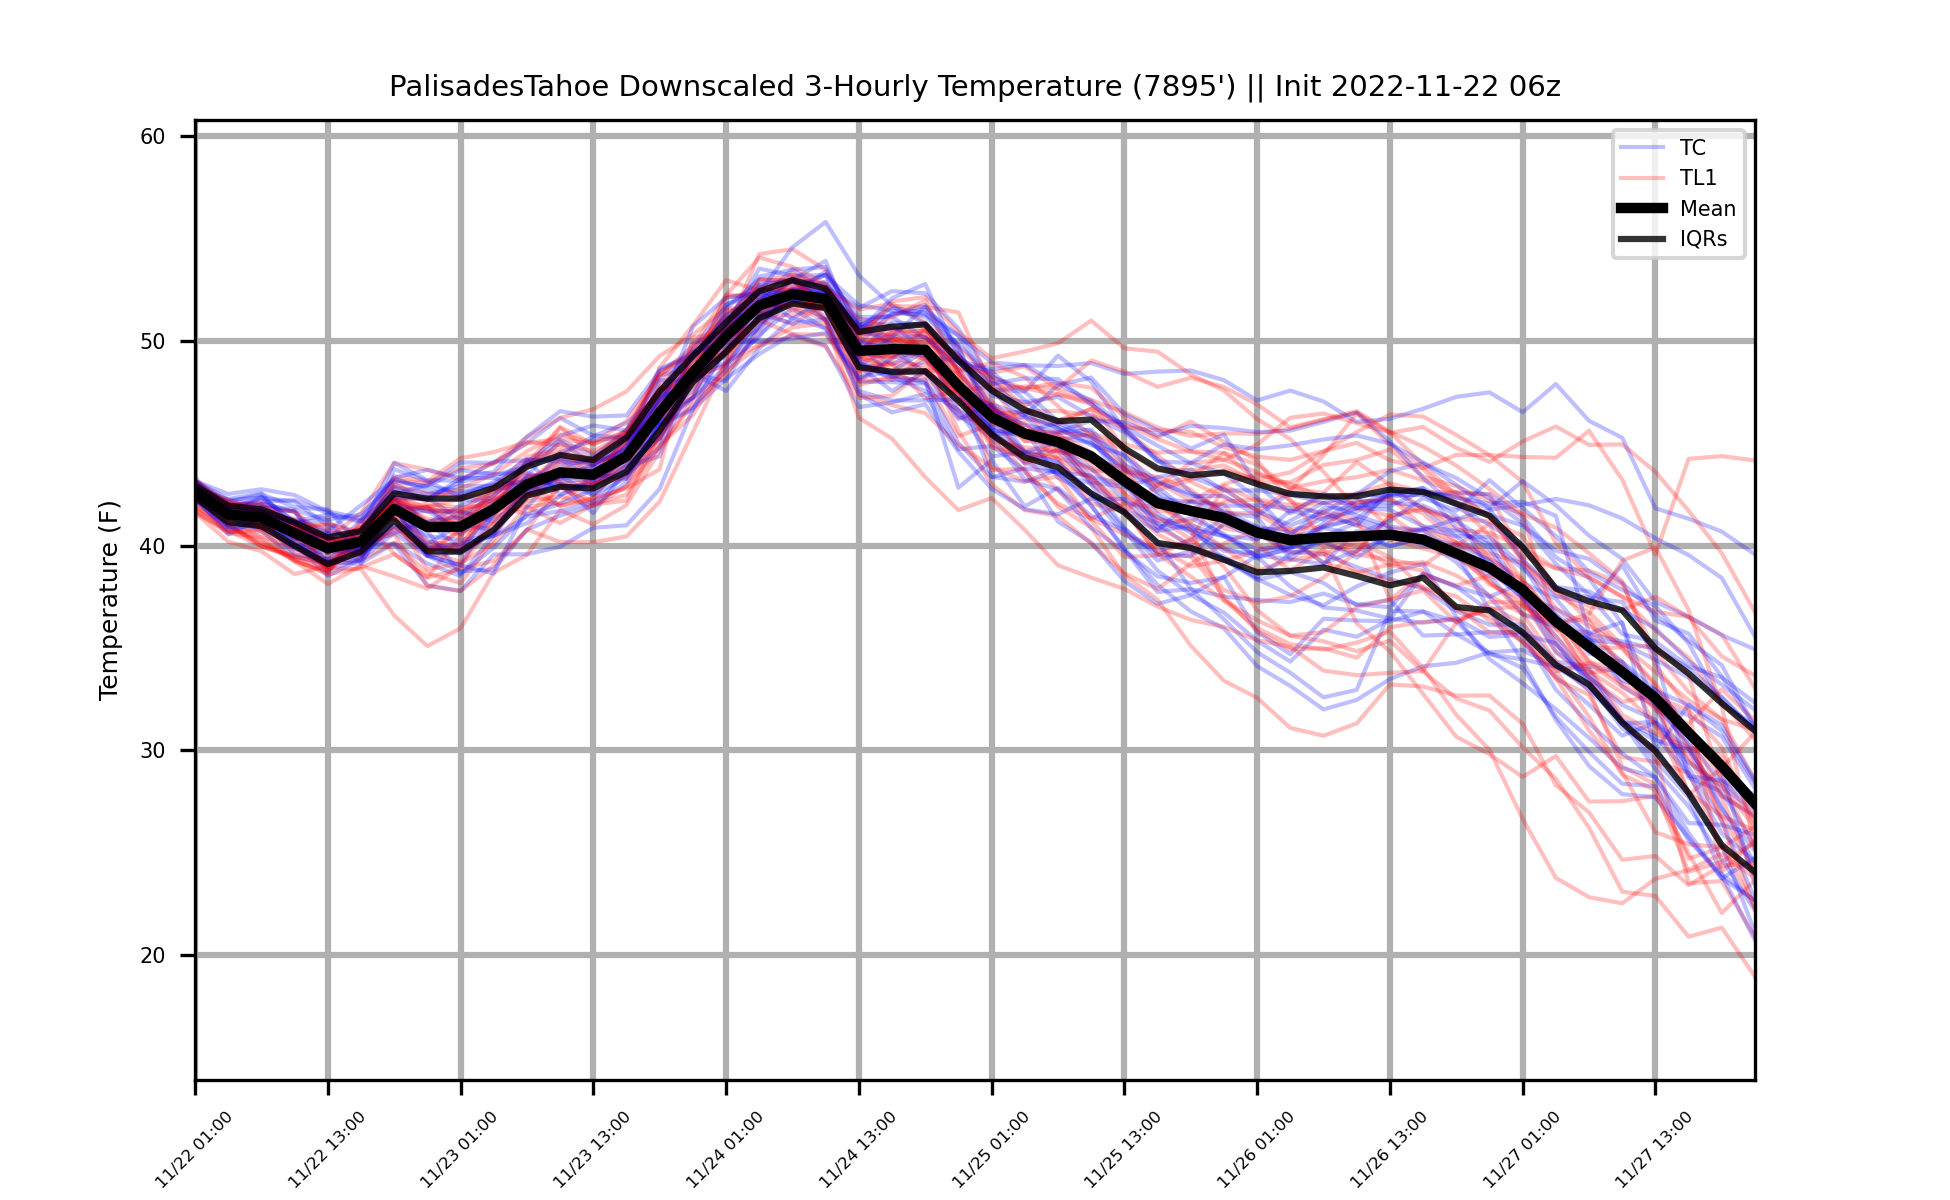 PalisadesTahoe Downscaled 3-Hourly Temperature (7895') || Init 2022-11-22 06z
Temperature (F)
60
50
40
30
20
TC
TL1
Mean
IQRs
11/22 01:00
11/22 13:00
11/23 01:00
11/23 13:00
11/24 01:00
11/24 13:00
11/25 01:00
11/25 13:00
11/26 01:00
11/26 13:00
11/27 01:00
11/27 13:00